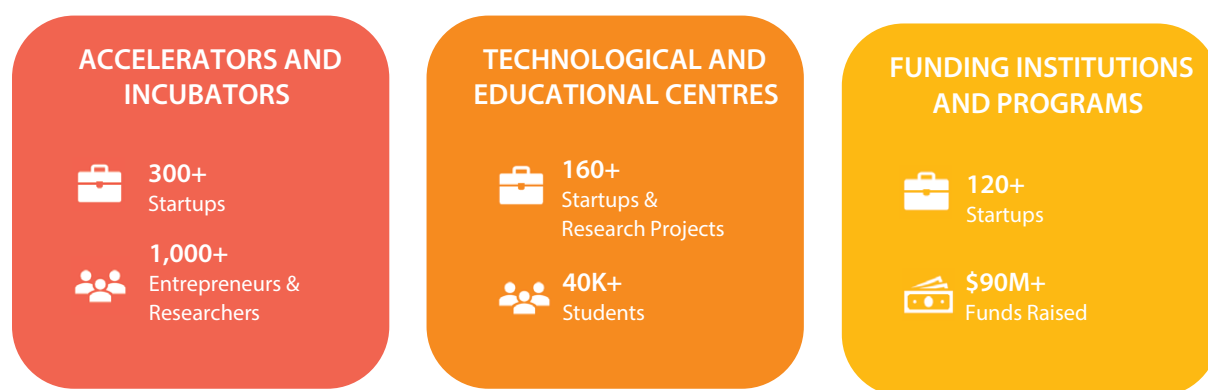 ACCELERATORS AND
INCUBATORS
300+
Startups
1,000+
Entrepreneurs &
Researchers
TECHNOLOGICAL AND
EDUCATIONAL CENTRES
160+
Startups &
Research Projects
40K+
Students
FUNDING INSTITUTIONS
AND PROGRAMS
120+
Startups
$90M+
Funds Raised